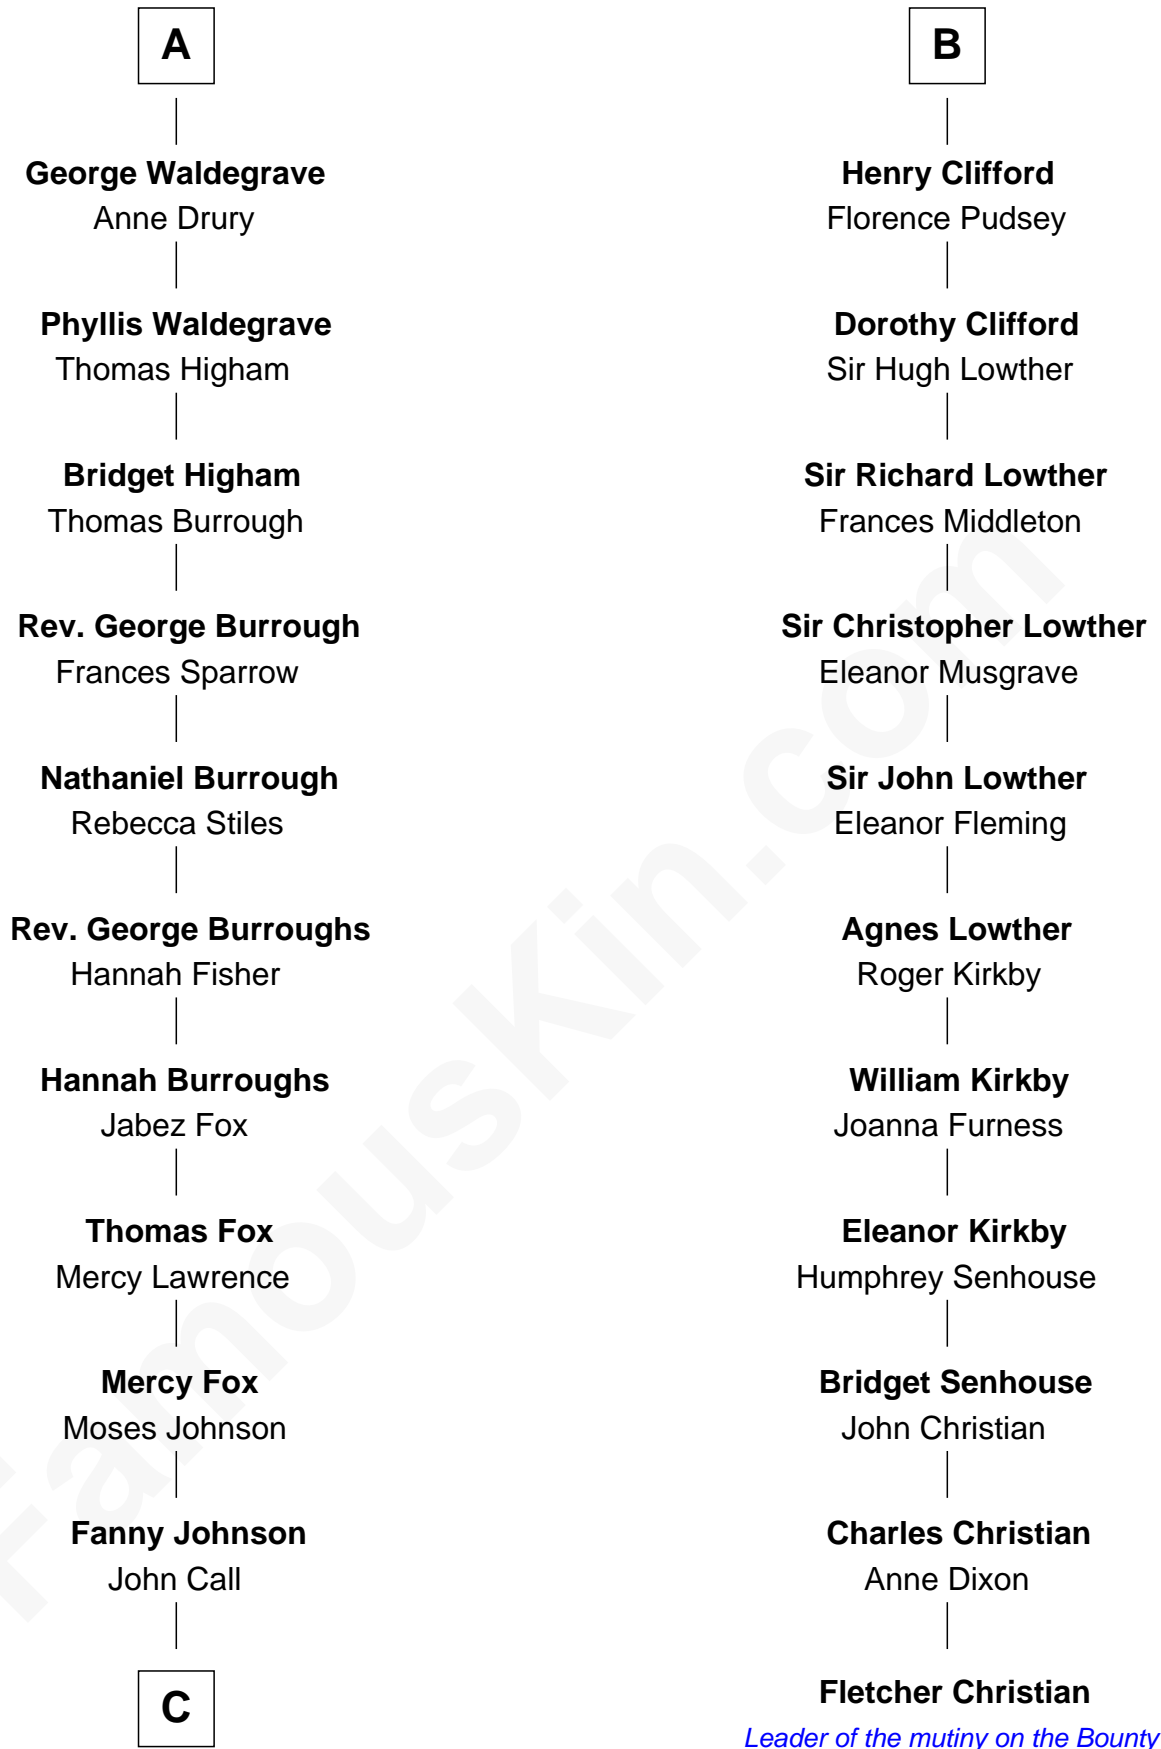 A
George Waldegrave
Anne Drury
Phyllis Waldegrave
Thomas Higham
Bridget Higham
Thomas Burrough
Rev. George Burrough
Frances Sparrow
Nathaniel Burrough
Rebecca Stiles
Rev. George Burroughs
Hannah Fisher
Hannah Burroughs
Jabez Fox
Thomas Fox
Mercy Lawrence
Mercy Fox
Moses Johnson
Fanny Johnson
John Call
C
B
Henry Clifford
Florence Pudsey
Dorothy Clifford
Sir Hugh Lowther
Sir Richard Lowther
Frances Middleton
Sir Christopher Lowther
Eleanor Musgrave
Sir John Lowther
Eleanor Fleming
Agnes Lowther
Roger Kirkby
William Kirkby
Joanna Furness
Eleanor Kirkby
Humphrey Senhouse
Bridget Senhouse
John Christian
Charles Christian
Anne Dixon
Fletcher Christian
Leader of the mutiny on the Bounty
FamousKin.com